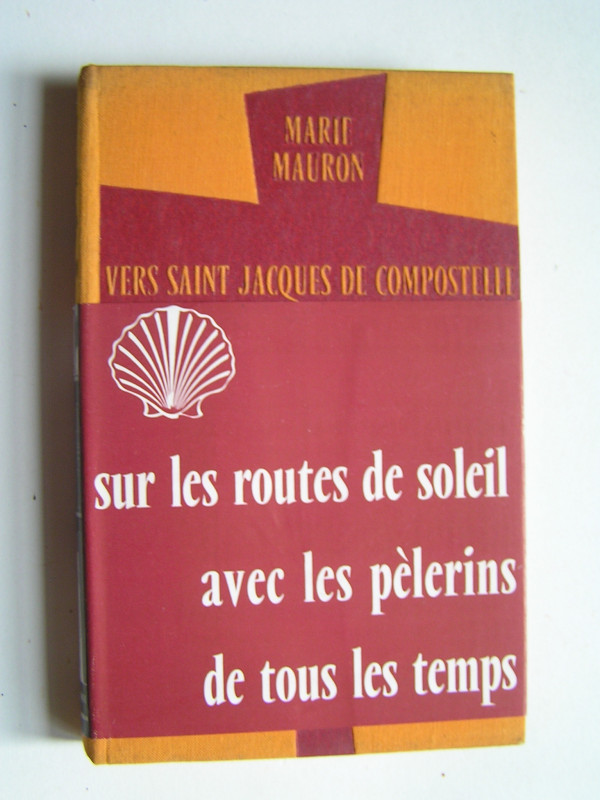 MARIE
MAURON
VERS SAINT JACQUES DE COMPOSTELLE
sur les routes de soleil
avec les pèlerins
de tous les temps